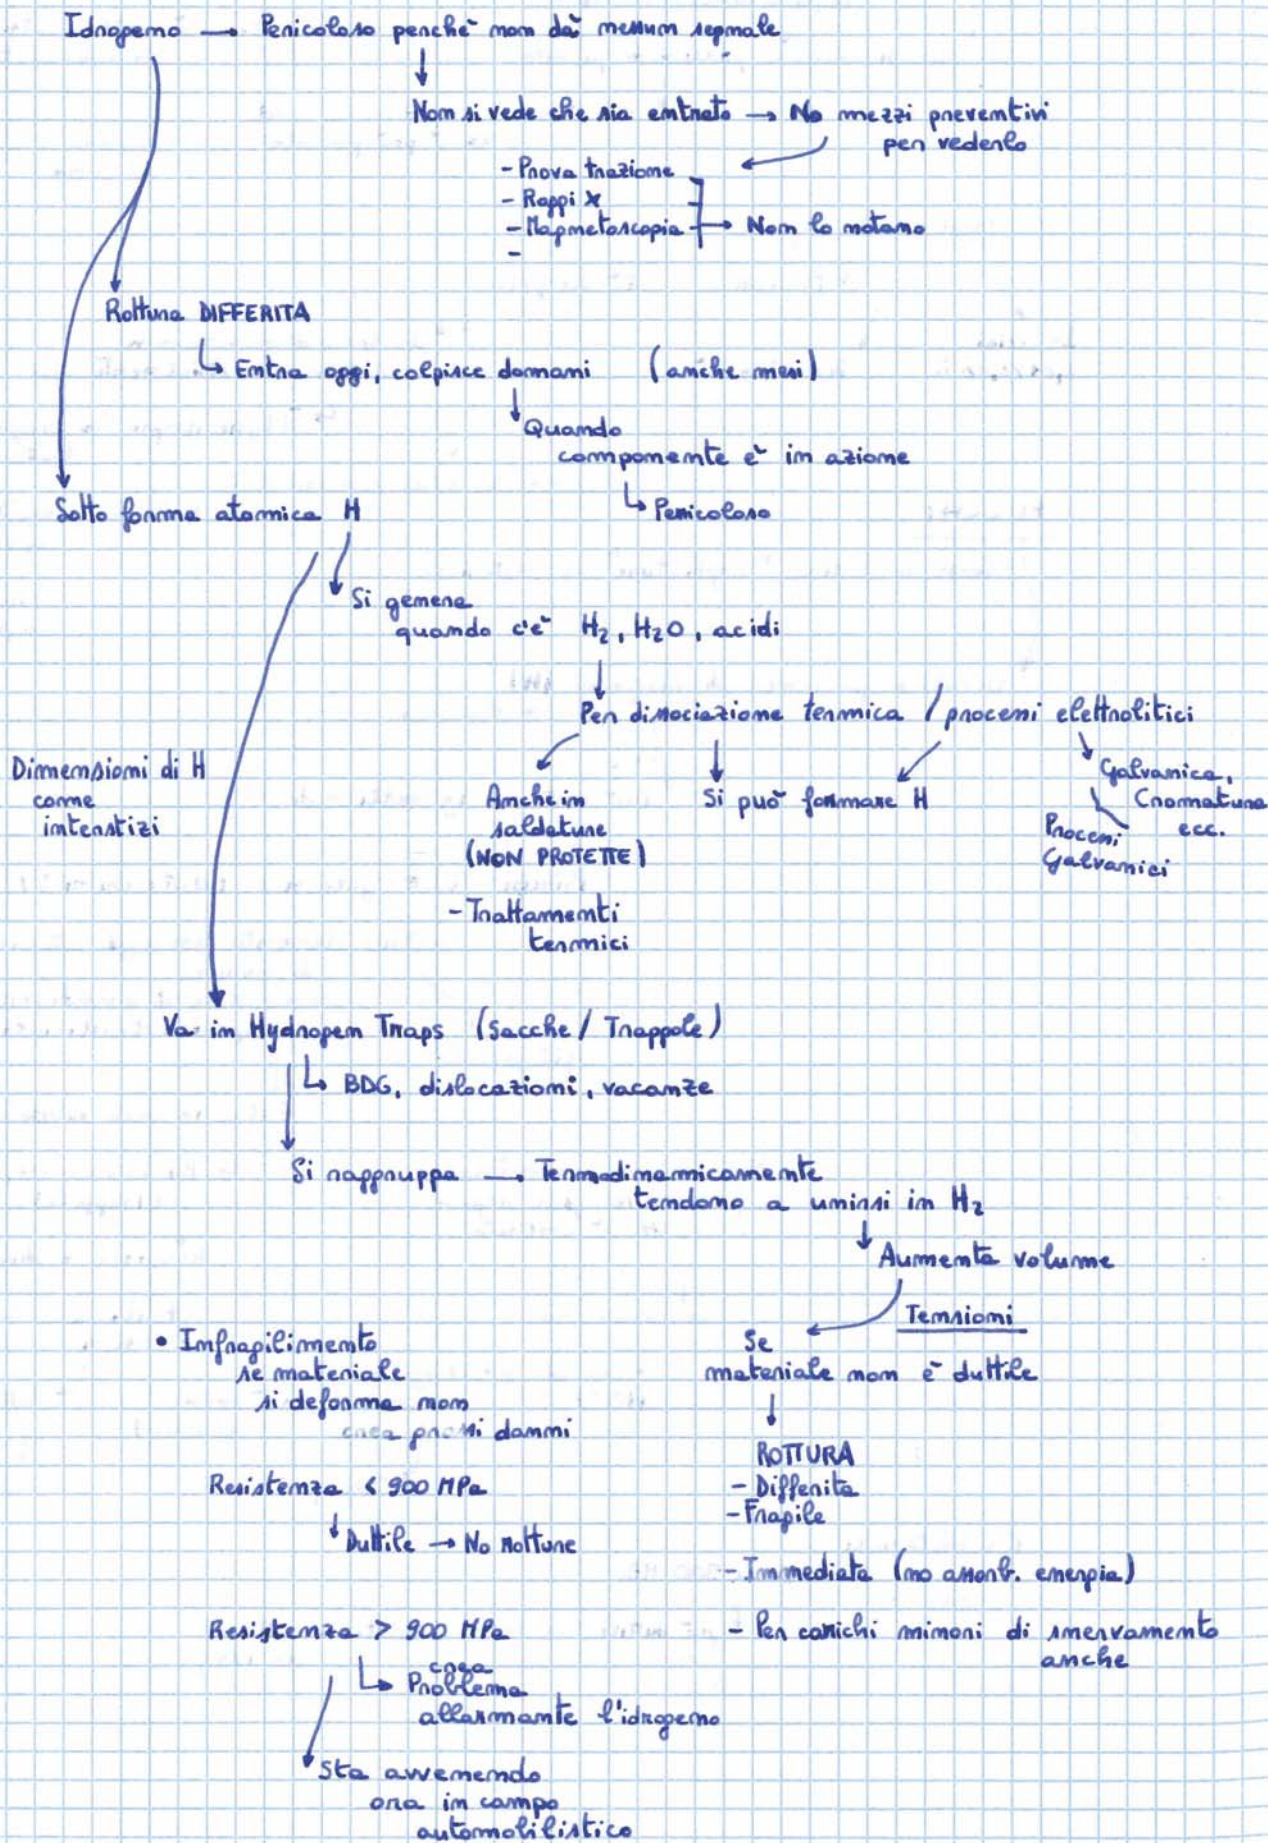 Idrogeno → Pericoloso perchè non dà nessun segnale
Non si vede che sia entrato → No mezzi preventivi
per vederlo
- Prova trazione
- Raggi X
- Magnetoscopia → Non lo notano
-
Rottura DIFFERITA
Entra oggi, colpisce domani (anche mesi)
Quando
componente è in azione
Pericoloso
Sotto forma atomica H
Si genera
quando c'è H2, H2O, acidi
Per dissociazione termica / processi elettrolitici
Dimensioni di H
come
interstizi
Anche in
saldature
(NON PROTETTE)
- Trattamenti
termici
Si può formare H
Galvanica,
Cromatura
ecc.
Processi
Galvanici
Va in Hydrogen Traps (Sacche / Trappole)
BDG, dislocazioni, vacanze
Si raggruppa → Termodinamicamente
tendono a unirsi in H2
Aumenta volume
Tensioni
Se
materiale non è duttile
ROTTURA
- Differita
- Fragile
- Immediata (no assorb. energia)
- Per carichi minori di snervamento
anche
• Infragilimento
se materiale
si deforma non
crea grossi danni
Resistenza < 900 MPa
Duttile → No rotture
Resistenza > 900 MPa
crea
Problema
allarmante l'idrogeno
Sta avvenendo
ora in campo
automobilistico